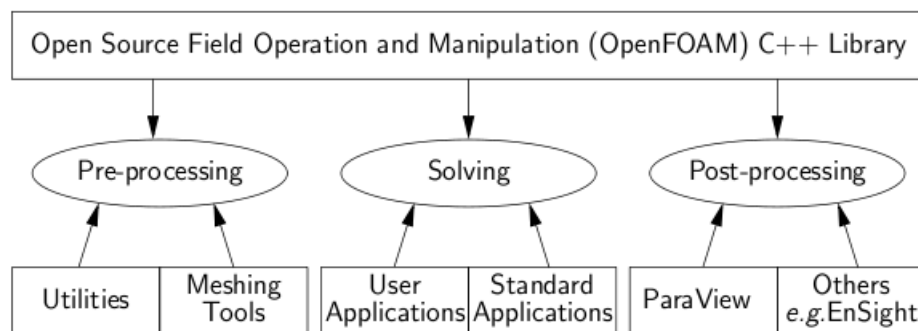 Open Source Field Operation and Manipulation (OpenFOAM) C++ Library
Pre-processing
Solving
Post-processing
Utilities
Meshing
Tools
User
Applications
Standard
Applications
ParaView
Others
e.g.EnSight